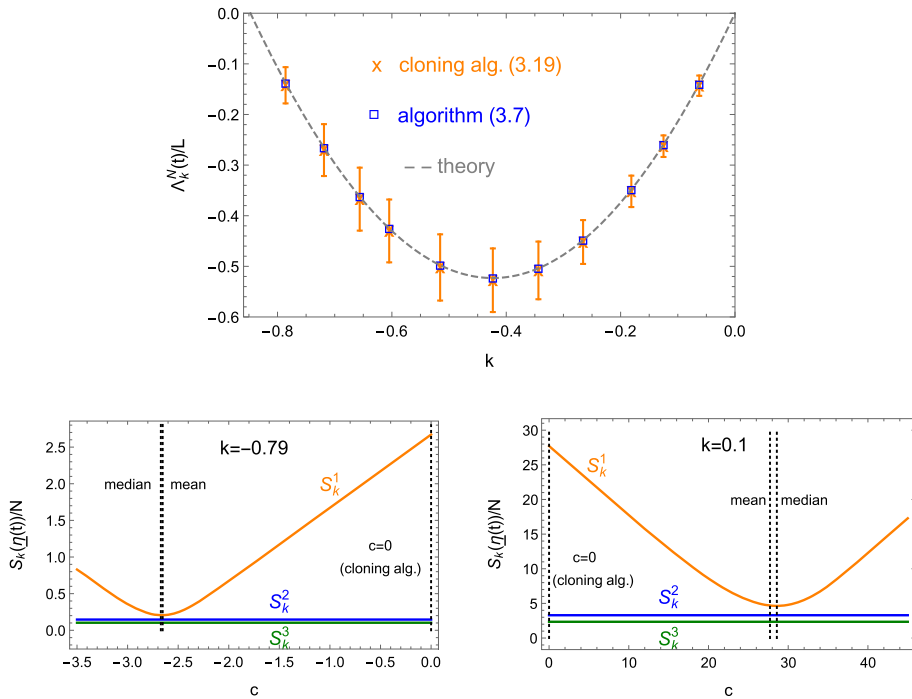 0.0
−0.1
−0.2
−0.3
−0.4
−0.5
−0.6
Λ_k^N(t)/L
x cloning alg. (3.19)
algorithm (3.7)
theory
−0.8 −0.6 −0.4 −0.2 0.0
k
2.5
2.0
1.5
1.0
0.5
0.0
S_k(η(t))/N
k=−0.79
median mean
S_k^1
c=0
(cloning alg.)
S_k^2
S_k^3
−3.5 −3.0 −2.5 −2.0 −1.5 −1.0 −0.5 0.0
c
30
25
20
15
10
5
0
S_k(η(t))/N
k=0.1
S_k^1
mean median
c=0
(cloning alg.)
S_k^2
S_k^3
0 10 20 30 40
c